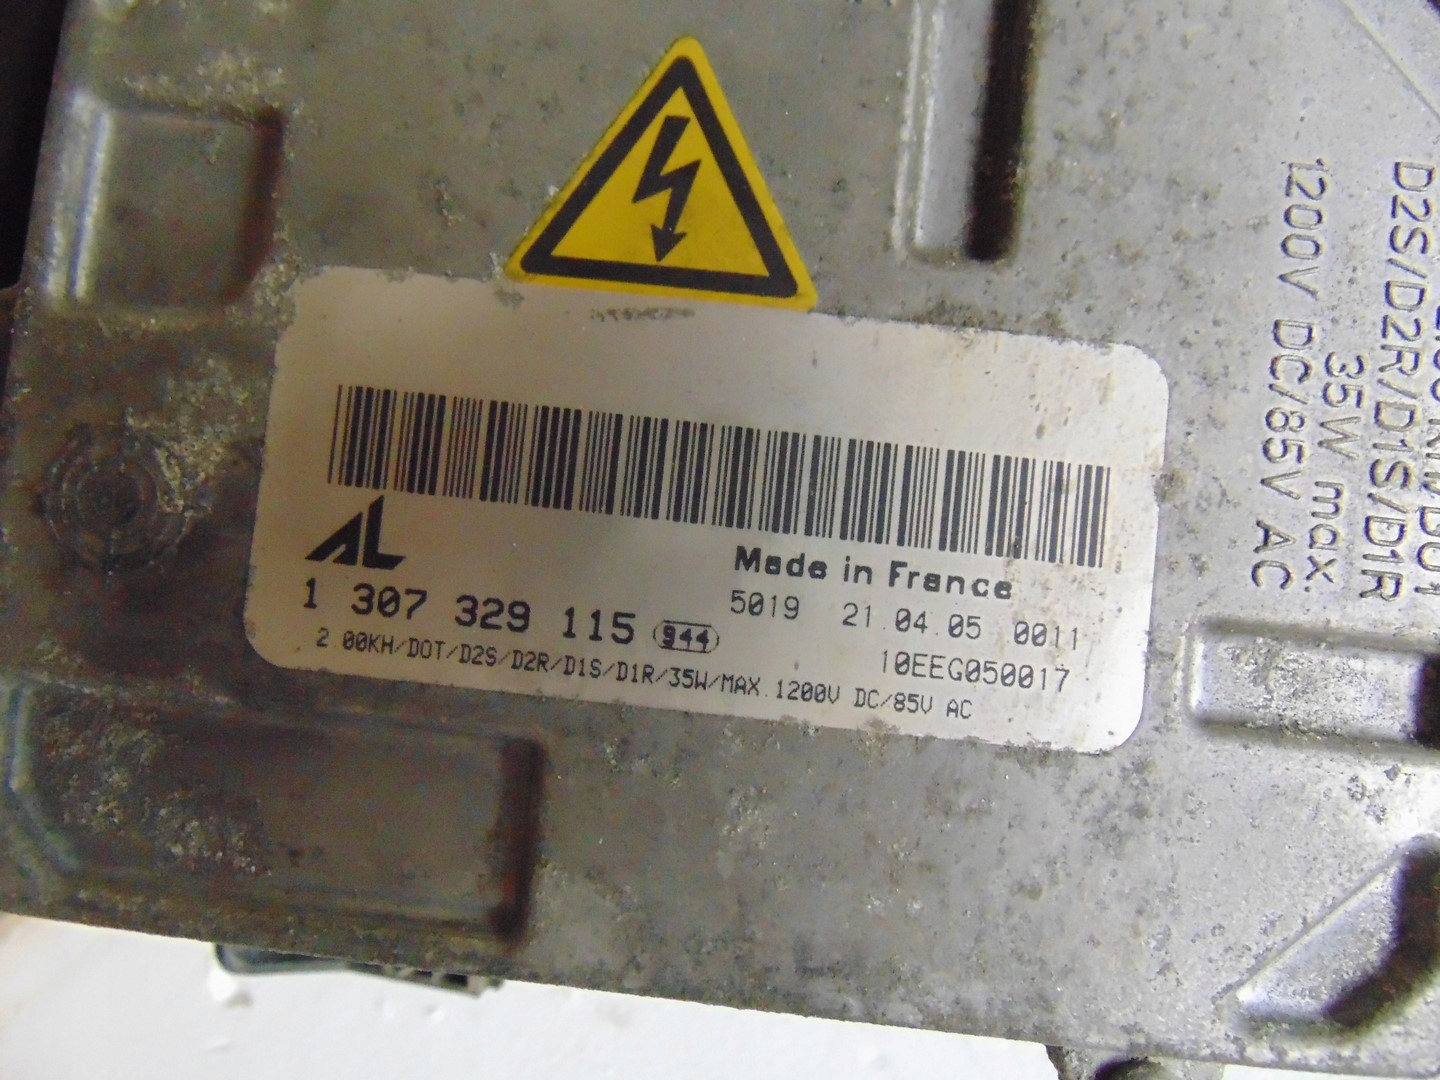 AL
Made in France
1 307 329 115 944
5019 21.04.05 0011
10EEG050017
2.00KH/DOT/D2S/D2R/D1S/D1R/35W/MAX.1200V DC/85V AC
D2S/D2R/D1S/D1R
35W max.
1200V DC/85V AC